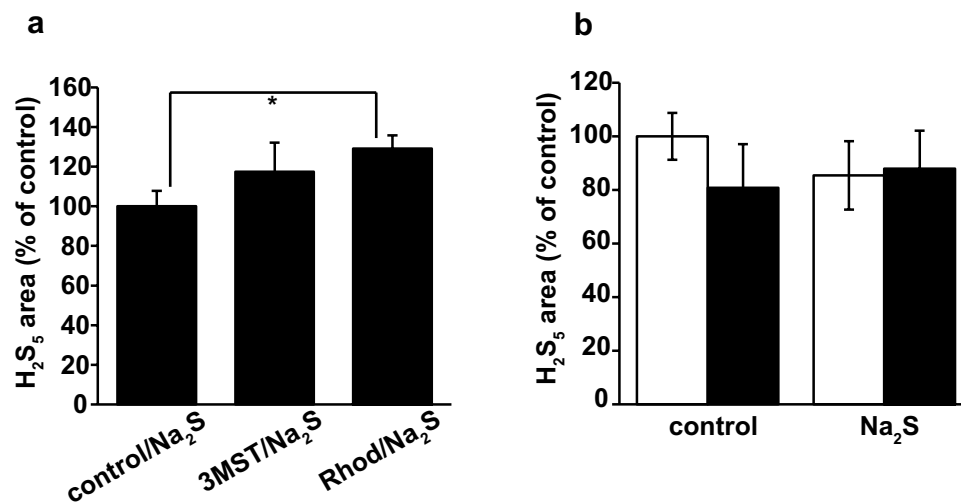 a
H₂S₅ area (% of control)
160
140
120
100
80
60
40
20
0
*
control/Na₂S
3MST/Na₂S
Rhod/Na₂S
b
H₂S₅ area (% of control)
120
100
80
60
40
20
0
control
Na₂S